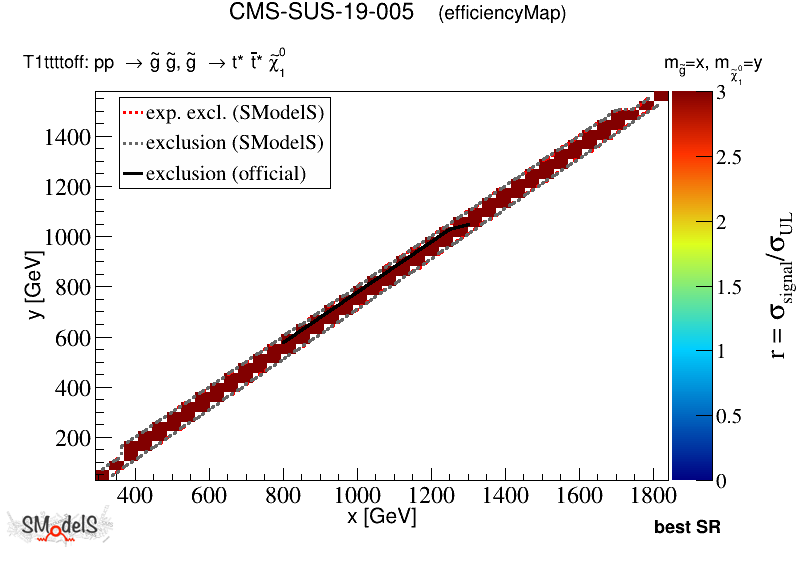 CMS-SUS-19-005 (efficiencyMap)
T1ttttoff: pp → g̃ g̃, g̃ → t* t̄* χ̃⁰₁ m_g̃=x, m_χ̃⁰₁=y
exp. excl. (SModelS)
exclusion (SModelS)
exclusion (official)
1400
1200
1000
800
600
400
200
y [GeV]
400 600 800 1000 1200 1400 1600 1800
x [GeV]
3
2.5
2
1.5
1
0.5
0
r = σ_signal/σ_UL
SModelS
best SR